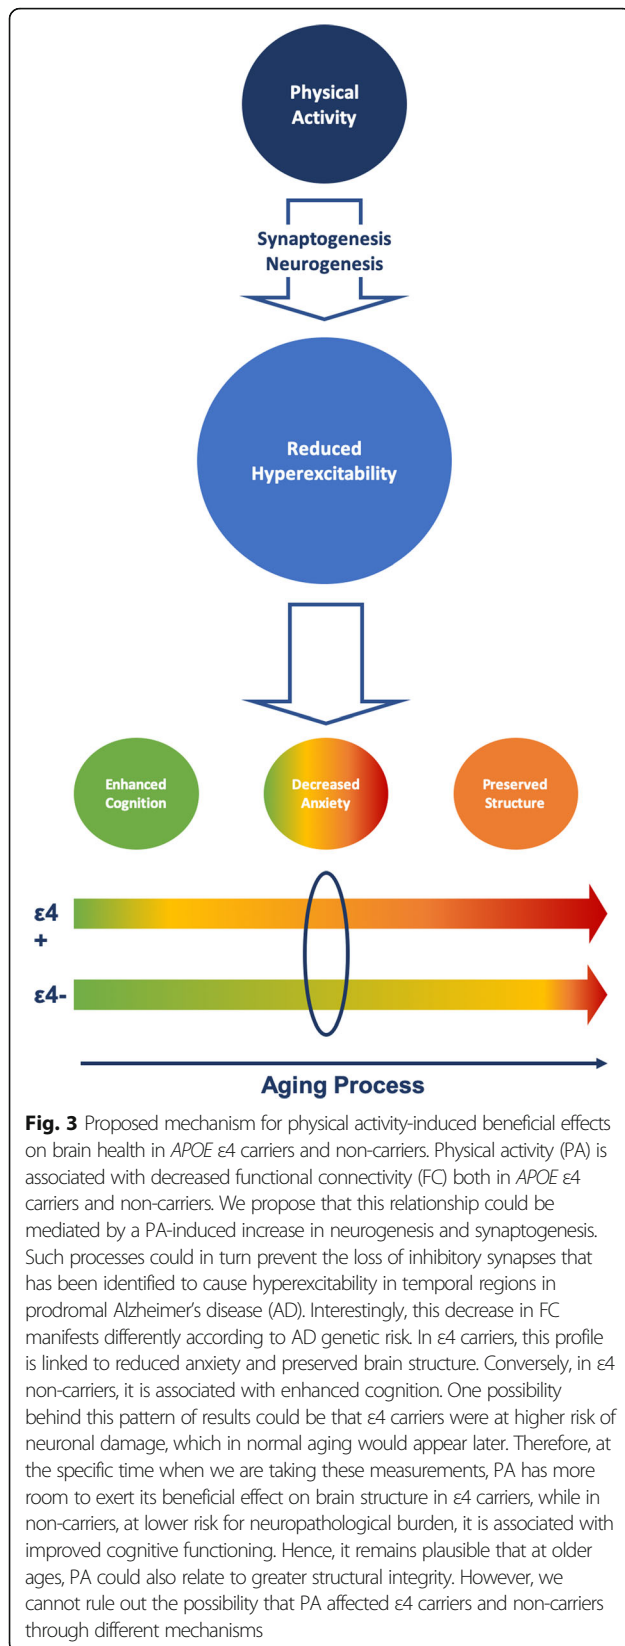 Physical
Activity
Synaptogenesis
Neurogenesis
Reduced
Hyperexcitability
Enhanced
Cognition
Decreased
Anxiety
Preserved
Structure
ε4
+
ε4-
Aging Process
Fig. 3 Proposed mechanism for physical activity-induced beneficial effects
on brain health in APOE ε4 carriers and non-carriers. Physical activity (PA) is
associated with decreased functional connectivity (FC) both in APOE ε4
carriers and non-carriers. We propose that this relationship could be
mediated by a PA-induced increase in neurogenesis and synaptogenesis.
Such processes could in turn prevent the loss of inhibitory synapses that
has been identified to cause hyperexcitability in temporal regions in
prodromal Alzheimer's disease (AD). Interestingly, this decrease in FC
manifests differently according to AD genetic risk. In ε4 carriers, this profile
is linked to reduced anxiety and preserved brain structure. Conversely, in ε4
non-carriers, it is associated with enhanced cognition. One possibility
behind this pattern of results could be that ε4 carriers were at higher risk of
neuronal damage, which in normal aging would appear later. Therefore, at
the specific time when we are taking these measurements, PA has more
room to exert its beneficial effect on brain structure in ε4 carriers, while in
non-carriers, at lower risk for neuropathological burden, it is associated with
improved cognitive functioning. Hence, it remains plausible that at older
ages, PA could also relate to greater structural integrity. However, we
cannot rule out the possibility that PA affected ε4 carriers and non-carriers
through different mechanisms